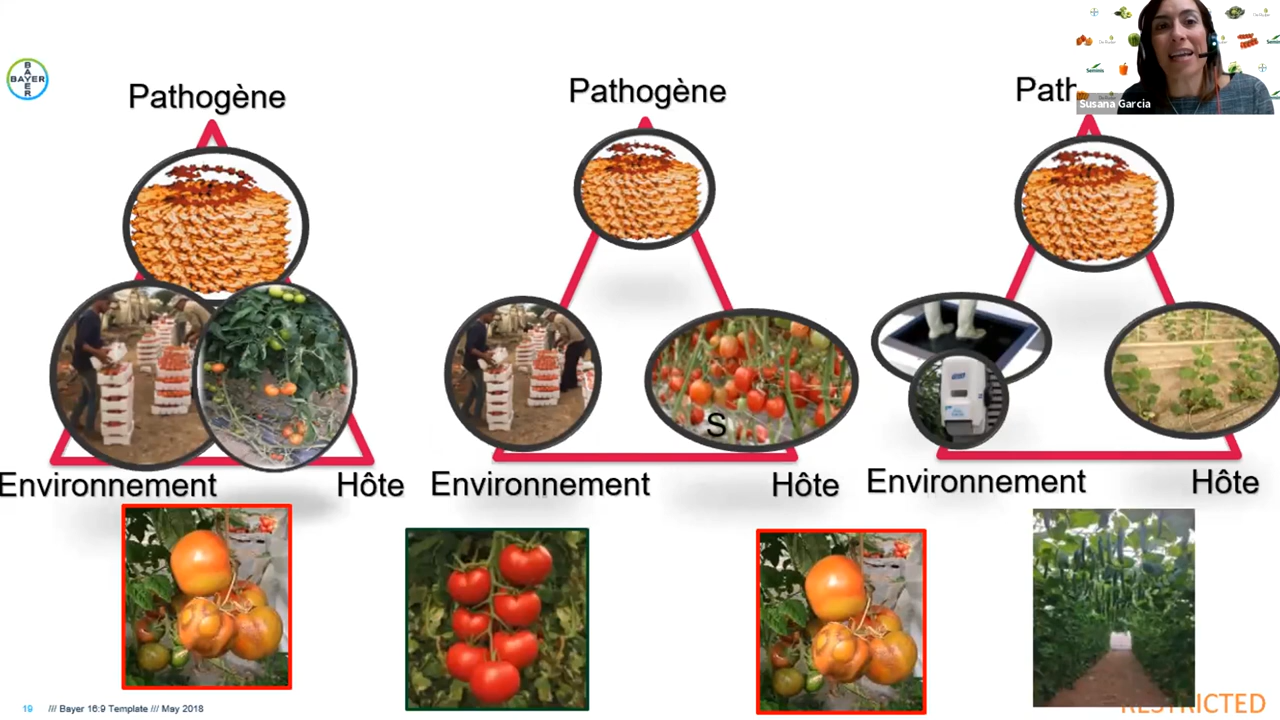 BAYER
BAYER
Pathogène
Pathogène
Path
Susana Garcia
S
Environnement
Hôte
Environnement
Hôte
Environnement
Hôte
19 /// Bayer 16:9 Template /// May 2018
RESTRICTED